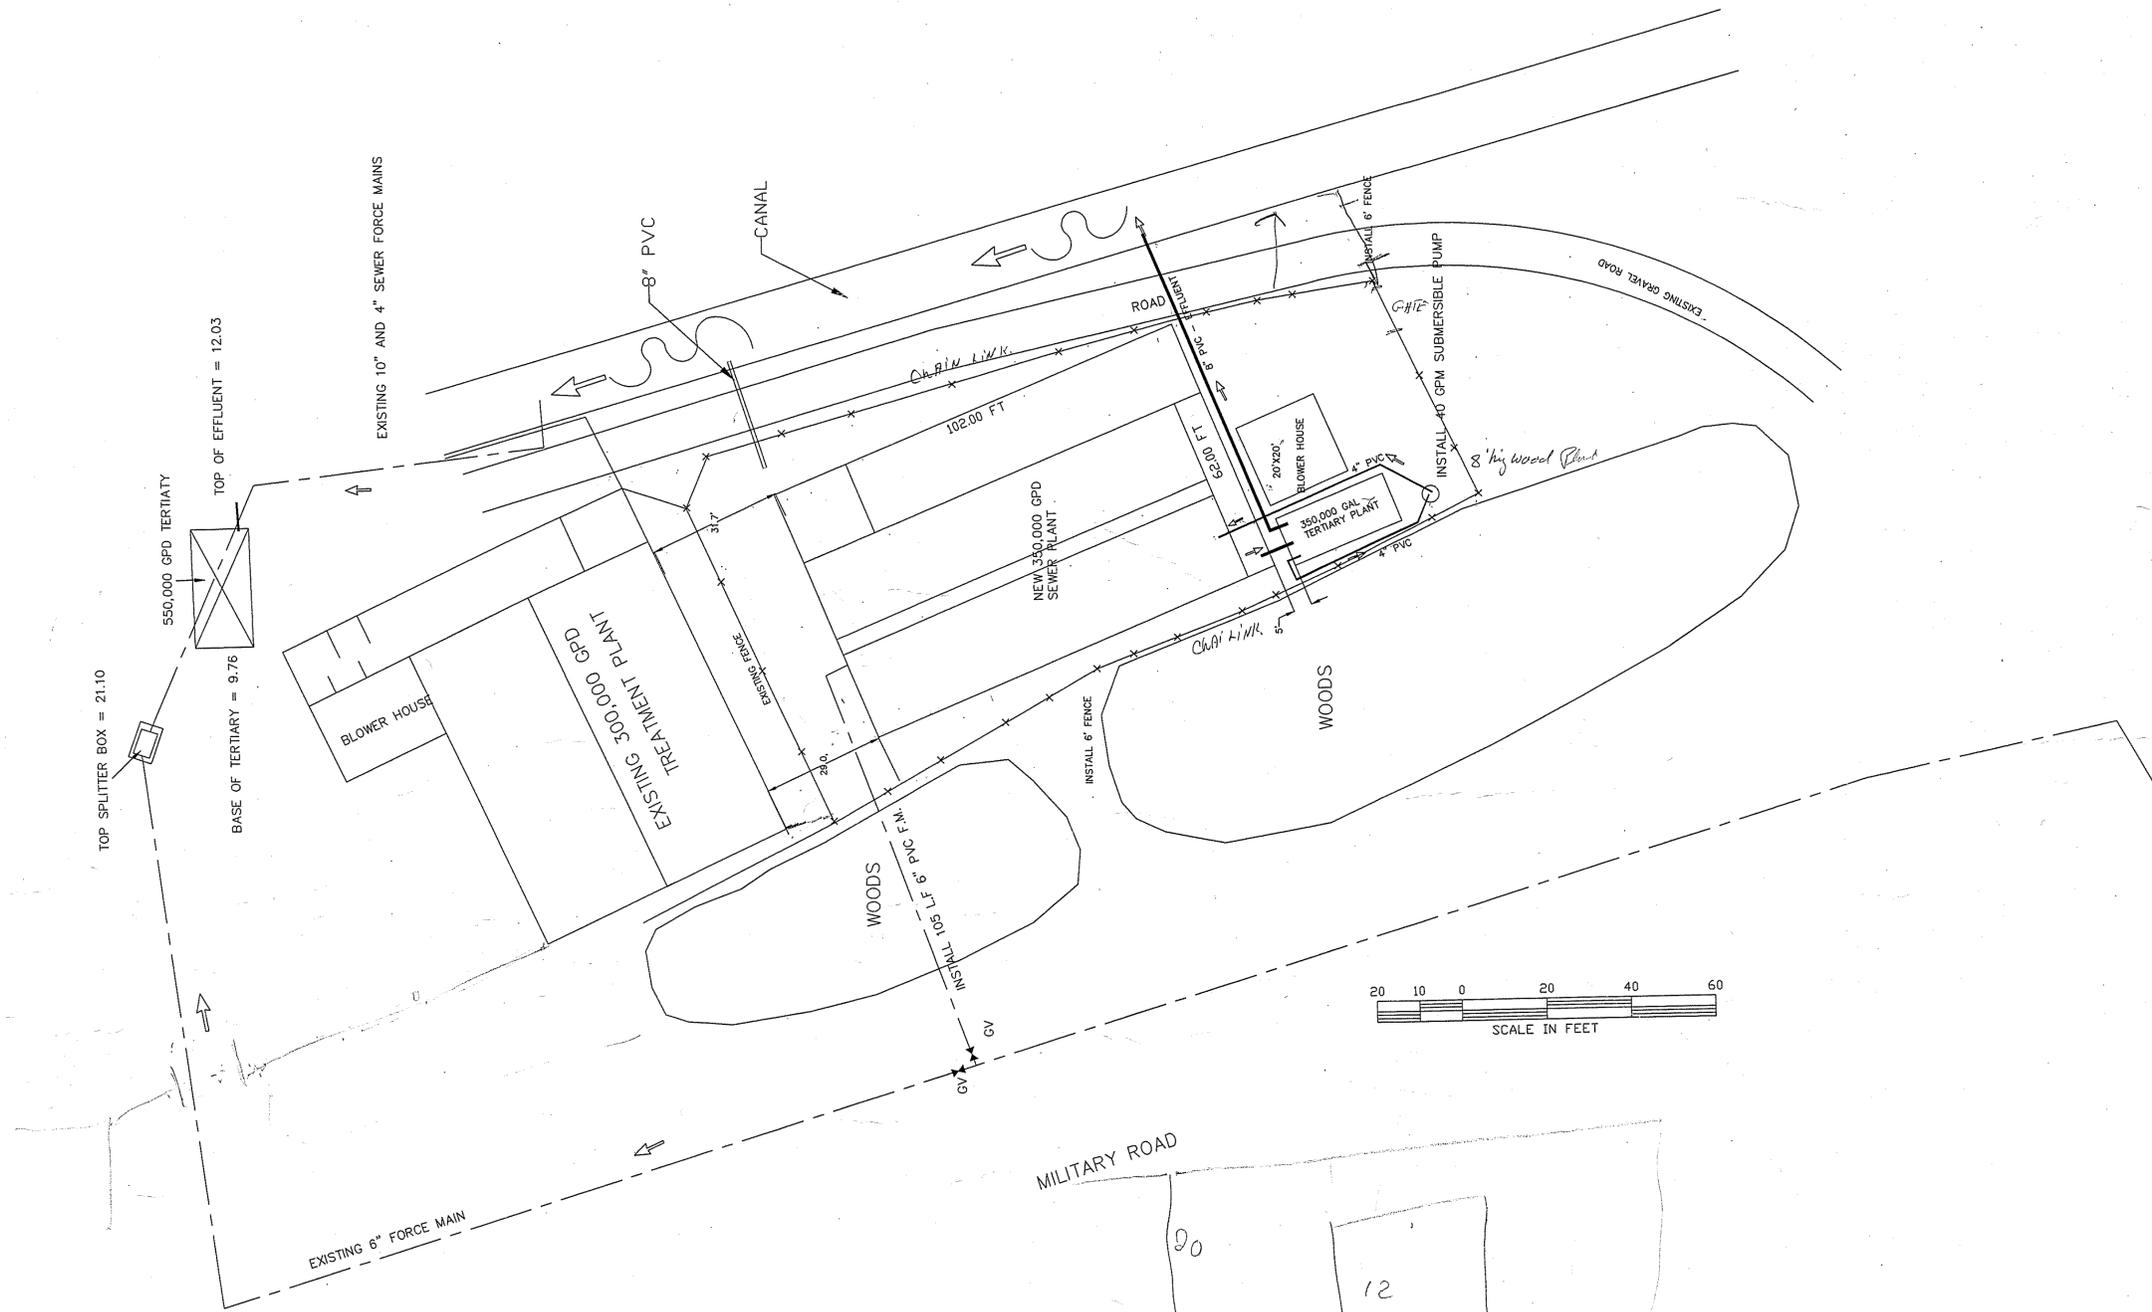 EXISTING 10" AND 4" SEWER FORCE MAINS
8" PVC
CANAL
INSTALL 6' FENCE
EXISTING GRAVEL ROAD
ROAD
8" PVC - EFFLUENT
GATE
INSTALL 40 GPM SUBMERSIBLE PUMP
TOP OF EFFLUENT = 12.03
550,000 GPD TERTIATY
CHAIN LINK
102.00 FT
62.00 FT
20'X20'
BLOWER HOUSE
4" PVC
8' hig wood
350,000 GAL
TERTIARY PLANT
4" PVC
31.7'
NEW 350,000 GPD
SEWER PLANT
EXISTING FENCE
EXISTING 300,000 GPD
TREATMENT PLANT
BLOWER HOUSE
TOP SPLITTER BOX = 21.10
BASE OF TERTIARY = 9.76
CHAI LINK
5'
WOODS
INSTALL 6' FENCE
29.0
WOODS
INSTALL 105 LF 6" PVC F.M.
GV
GV
20 10 0 20 40 60
SCALE IN FEET
MILITARY ROAD
EXISTING 6" FORCE MAIN
20
12